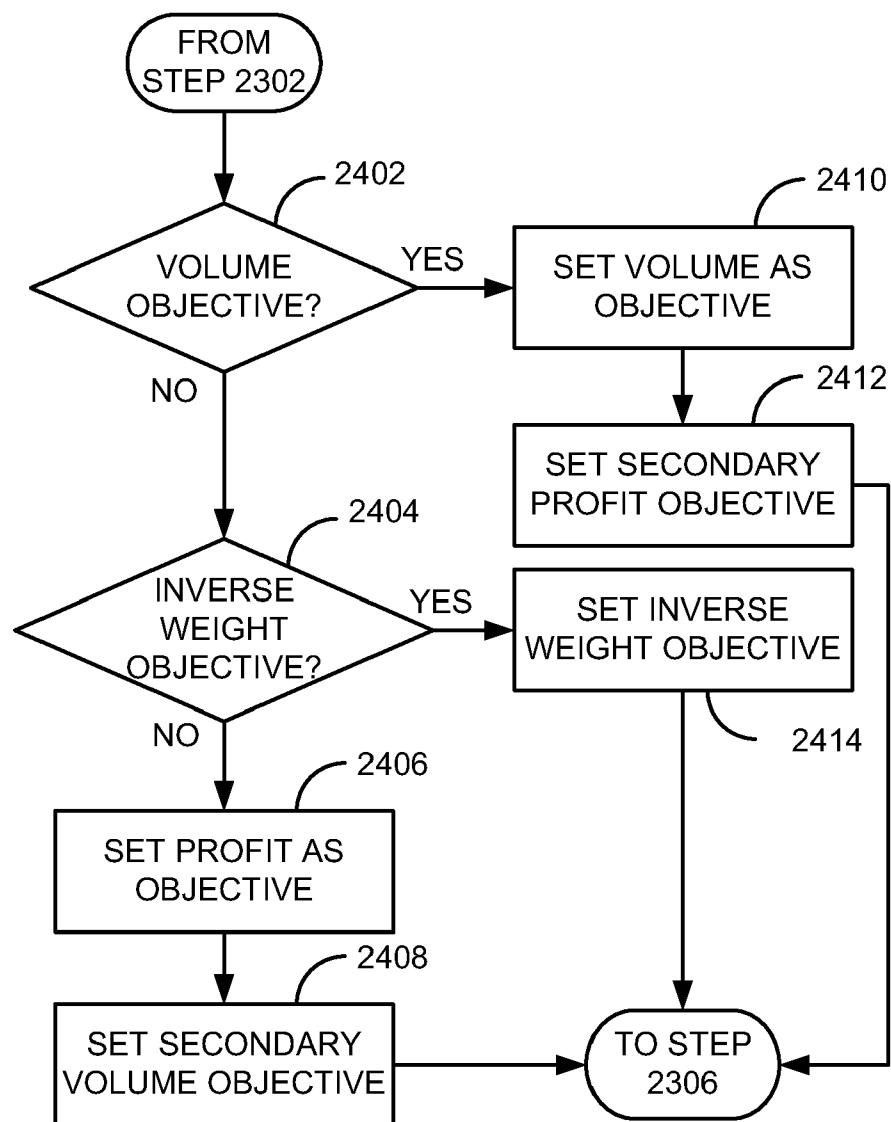 FROM
STEP 2302
2402
VOLUME
OBJECTIVE?
YES
NO
2410
SET VOLUME AS
OBJECTIVE
2412
SET SECONDARY
PROFIT OBJECTIVE
2404
INVERSE
WEIGHT
OBJECTIVE?
YES
NO
SET INVERSE
WEIGHT OBJECTIVE
2414
2406
SET PROFIT AS
OBJECTIVE
2408
SET SECONDARY
VOLUME OBJECTIVE
TO STEP
2306